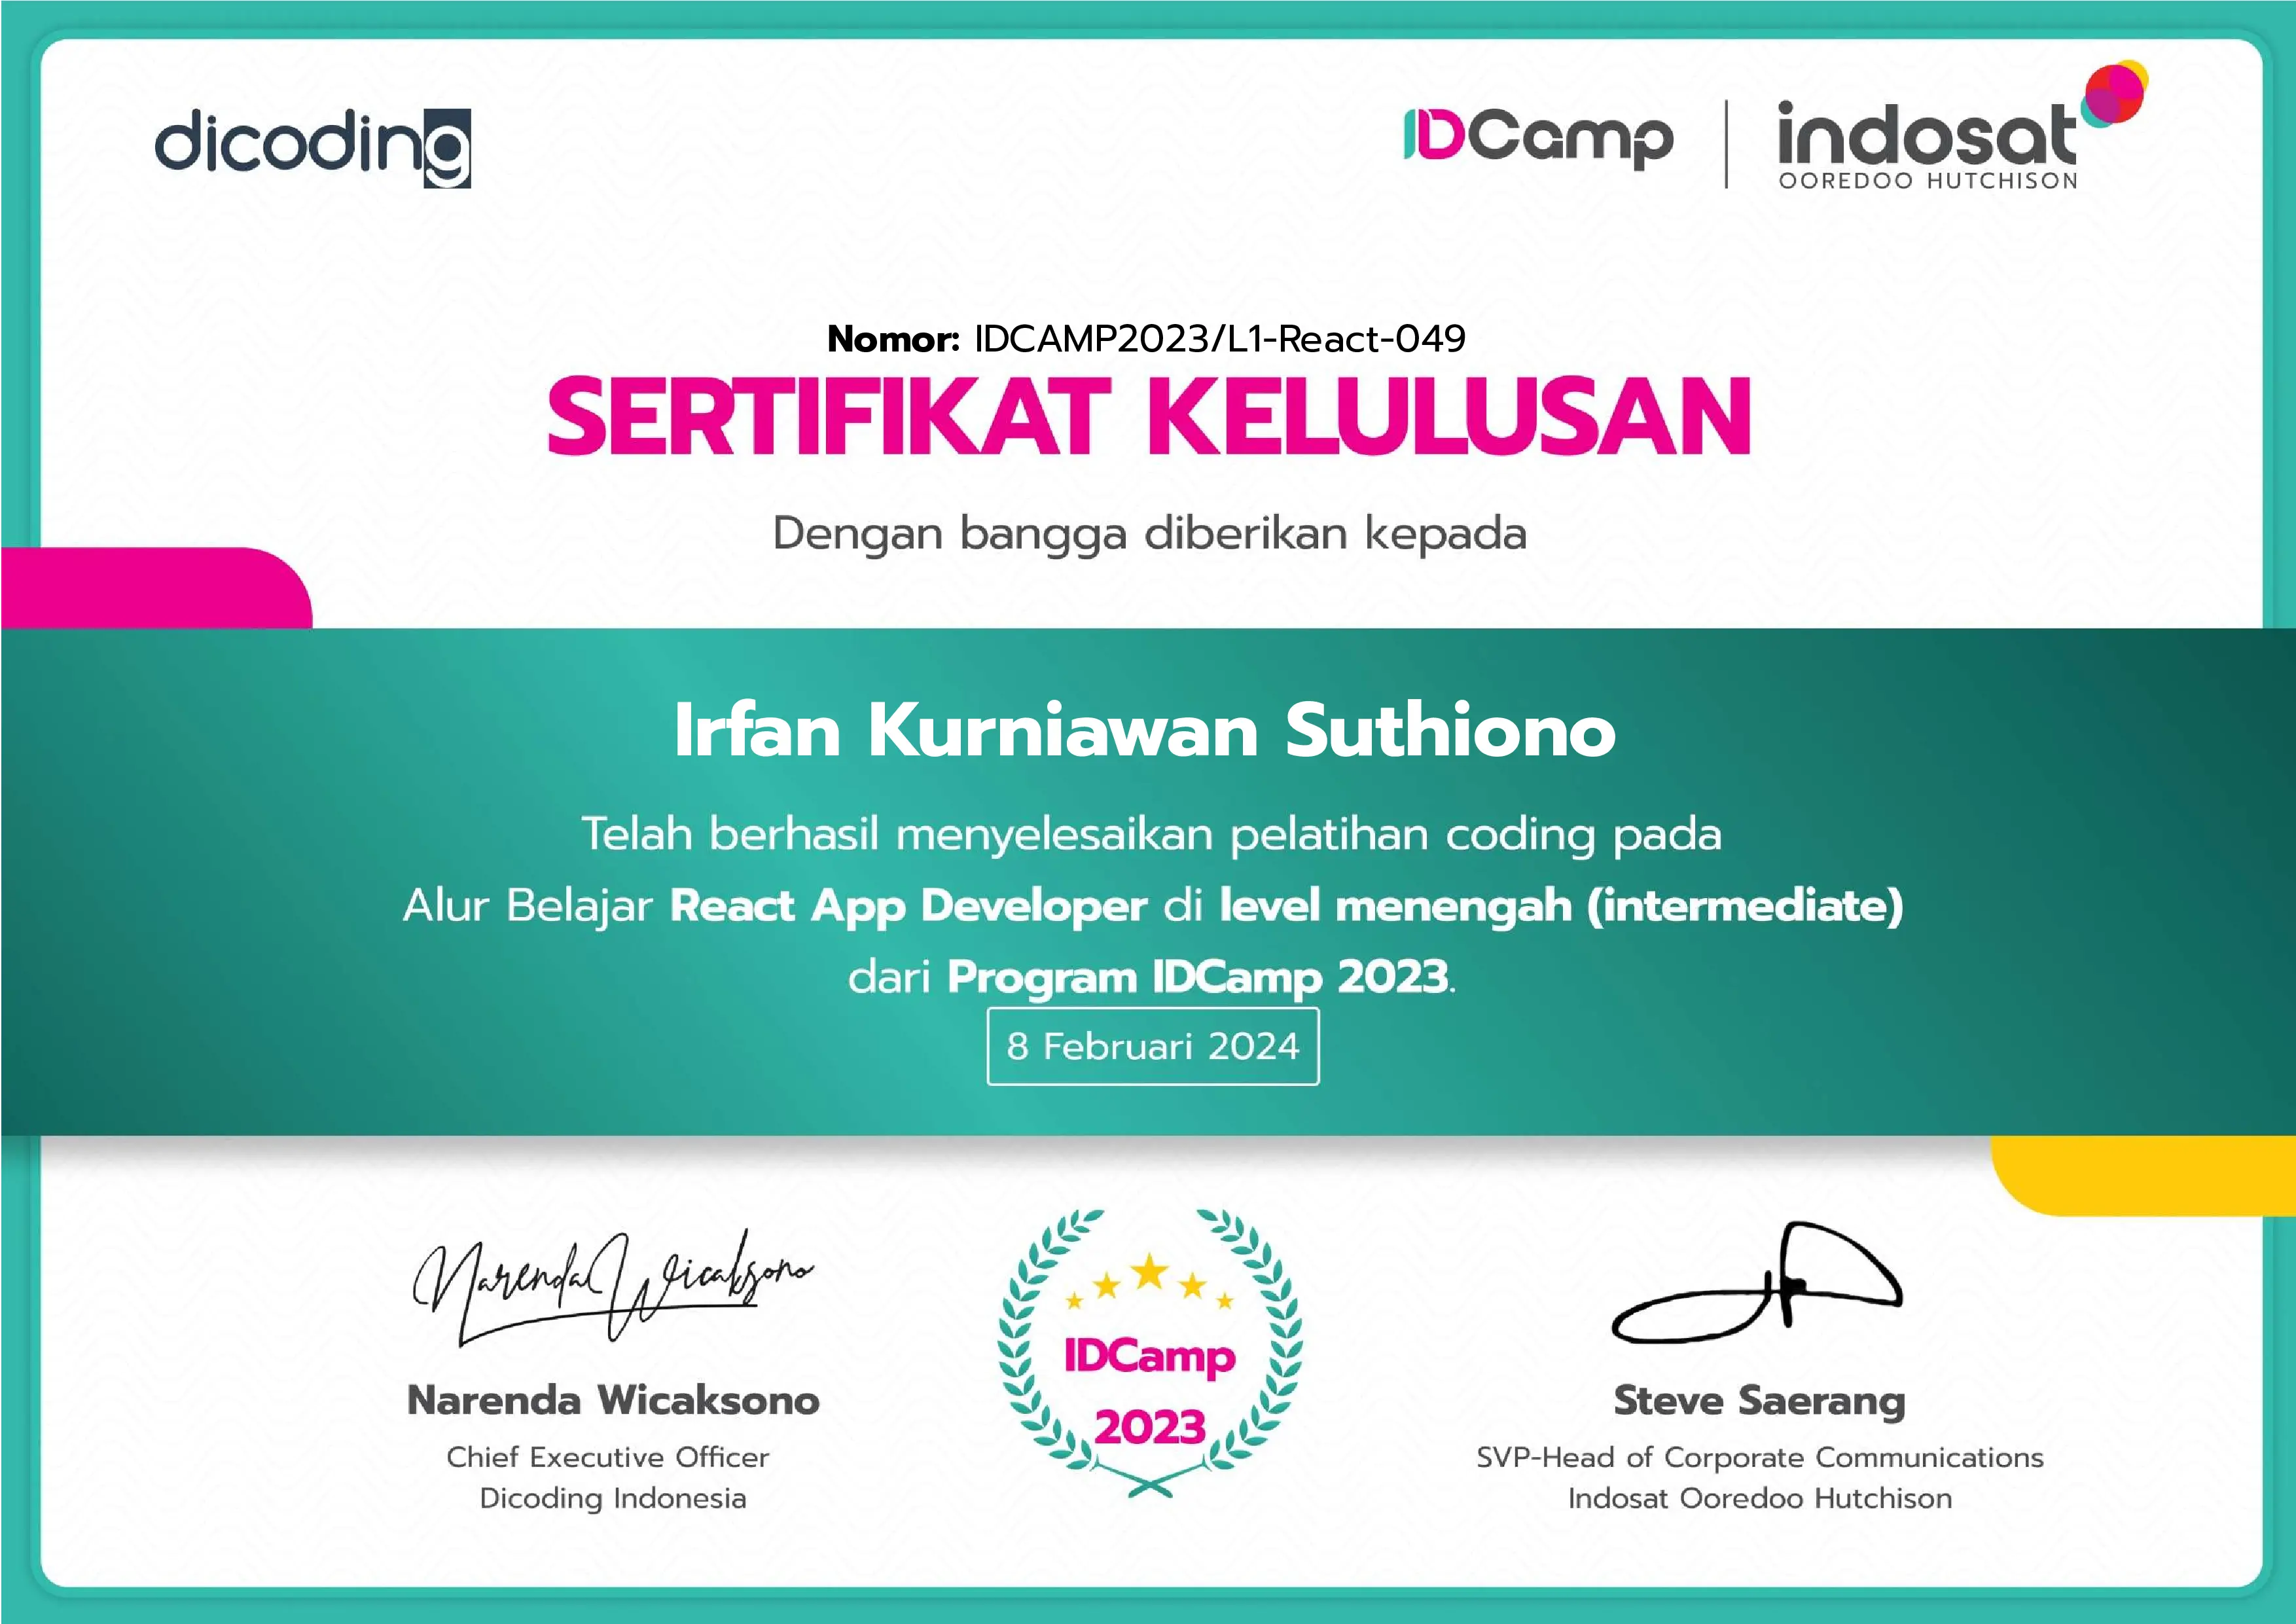 dicoding
IDCamp
indosat
OOREDOO HUTCHISON
Nomor: IDCAMP2023/L1-React-049
SERTIFIKAT KELULUSAN
Dengan bangga diberikan kepada
Irfan Kurniawan Suthiono
Telah berhasil menyelesaikan pelatihan coding pada
Alur Belajar React App Developer di level menengah (intermediate)
dari Program IDCamp 2023.
8 Februari 2024
Narenda Wicaksono
Narenda Wicaksono
Chief Executive Officer
Dicoding Indonesia
IDCamp
2023
Steve Saerang
SVP-Head of Corporate Communications
Indosat Ooredoo Hutchison